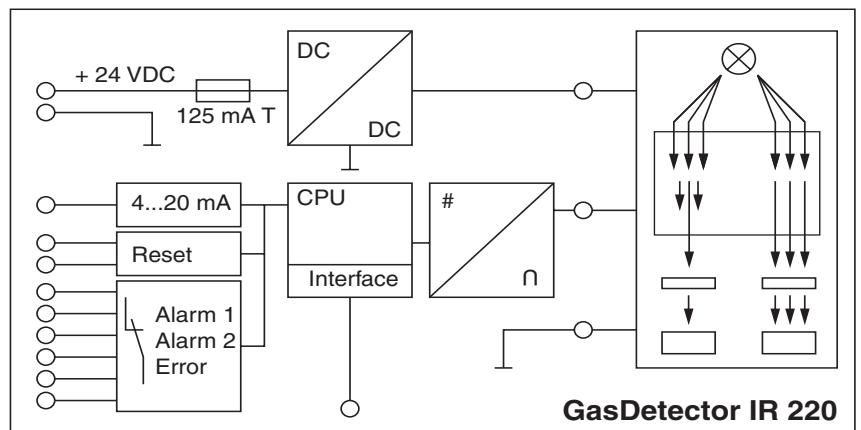 + 24 VDC
125 mA T
DC
DC
4...20 mA
CPU
#
∩
Reset
Interface
Alarm 1
Alarm 2
Error
GasDetector IR 220